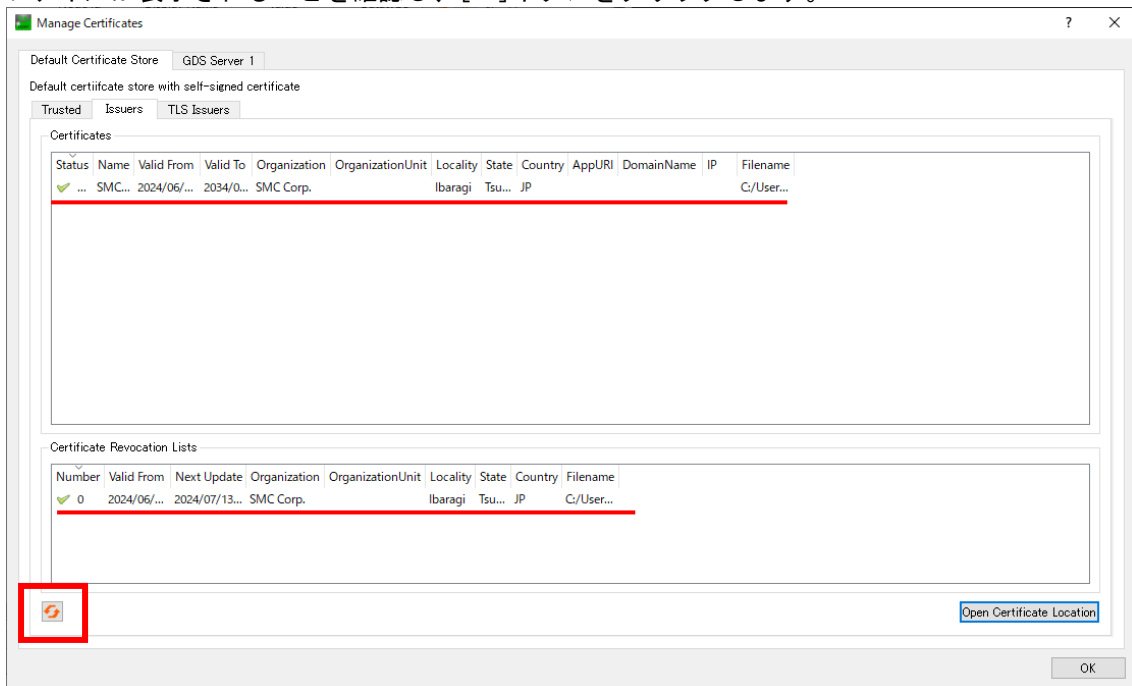 Manage Certificates ?
Default Certificate Store GDS Server 1
Default certiifcate store with self-signed certificate
Trusted Issuers TLS Issuers
Certificates
Status Name Valid From Valid To Organization OrganizationUnit Locality State Country AppURI DomainName IP Filename
... SMC... 2024/06/... 2034/0... SMC Corp. Ibaragi Tsu... JP C:/User...
Certificate Revocation Lists
Number Valid From Next Update Organization OrganizationUnit Locality State Country Filename
0 2024/06/... 2024/07/13... SMC Corp. Ibaragi Tsu... JP C:/User...
Open Certificate Location
OK